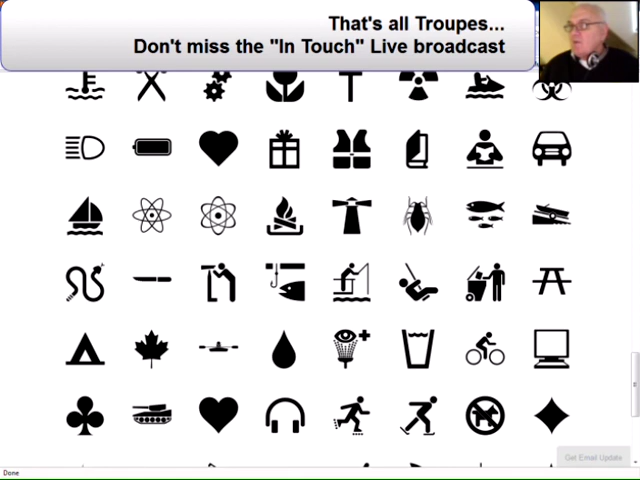 That's all Troupes...
Don't miss the "In Touch" Live broadcast
Get Email Update
Done